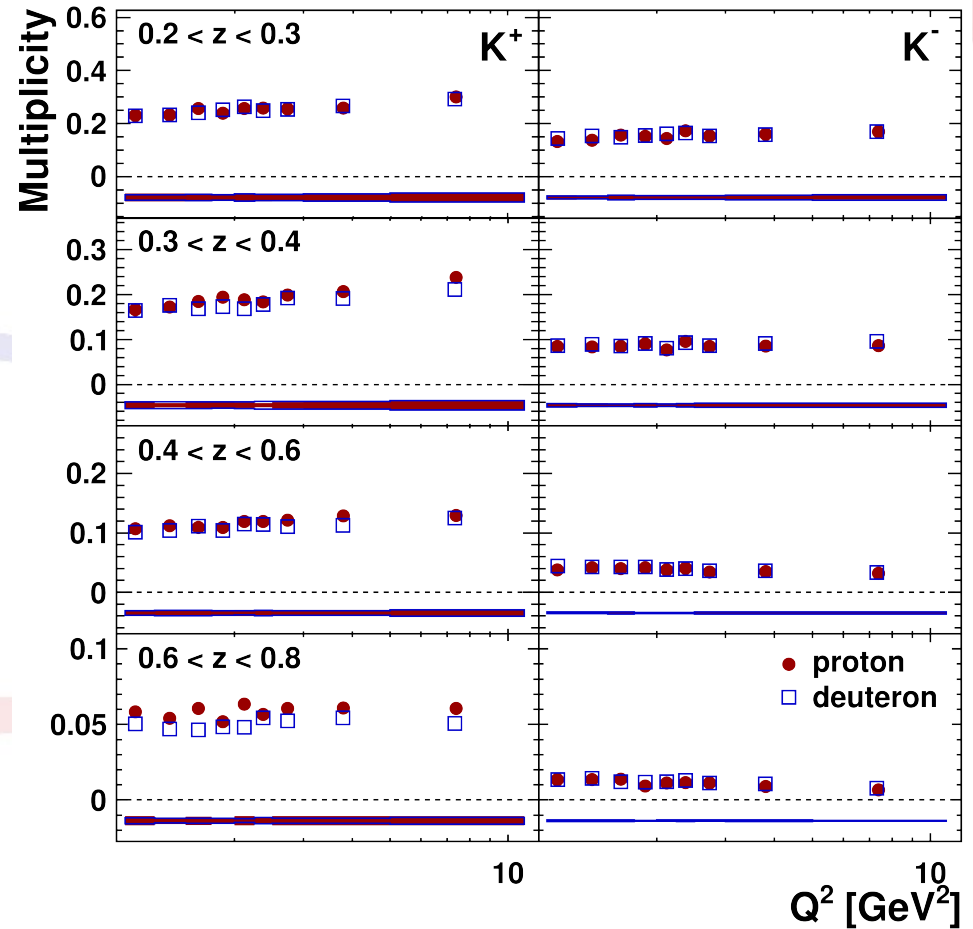 Multiplicity
0.2 < z < 0.3
K+
K-
0.6
0.4
0.2
0
0.3 < z < 0.4
0.3
0.2
0.1
0
0.4 < z < 0.6
0.2
0.1
0
0.6 < z < 0.8
0.1
0.05
0
proton
deuteron
10
10
Q² [GeV²]